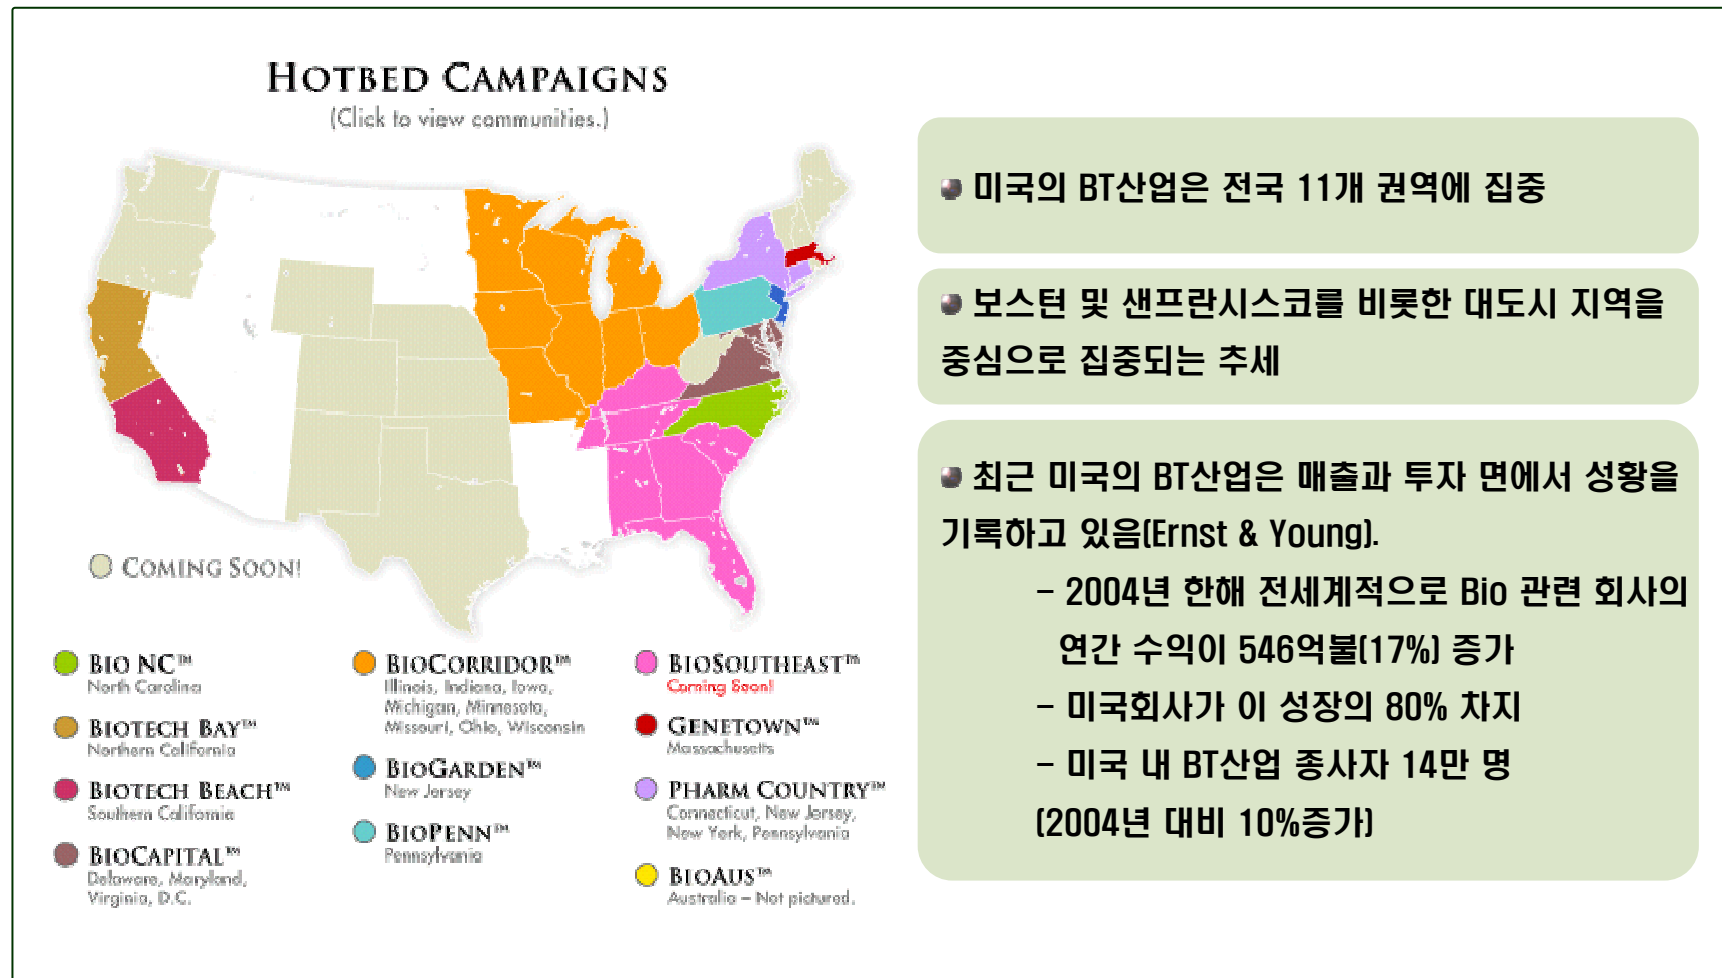 HOTBED CAMPAIGNS
(Click to view communities.)
COMING SOON!
BIO NC™
North Carolina
BIOTECH BAY™
Northern California
BIOTECH BEACH™
Southern California
BIOCAPITAL™
Delaware, Maryland,
Virginia, D.C.
BIOCORRIDOR™
Illinois, Indiana, Iowa,
Michigan, Minnesota,
Missouri, Ohio, Wisconsin
BIOGARDEN™
New Jersey
BIOPENN™
Pennsylvania
BIOSOUTHEAST™
Coming Soon!
GENETOWN™
Massachusetts
PHARM COUNTRY™
Connecticut, New Jersey,
New York, Pennsylvania
BIOAUS™
Australia – Not pictured.
미국의 BT산업은 전국 11개 권역에 집중
보스턴 및 샌프란시스코를 비롯한 대도시 지역을
중심으로 집중되는 추세
최근 미국의 BT산업은 매출과 투자 면에서 성황을
기록하고 있음(Ernst & Young).
– 2004년 한해 전세계적으로 Bio 관련 회사의
연간 수익이 546억불(17%) 증가
– 미국회사가 이 성장의 80% 차지
– 미국 내 BT산업 종사자 14만 명
(2004년 대비 10%증가)